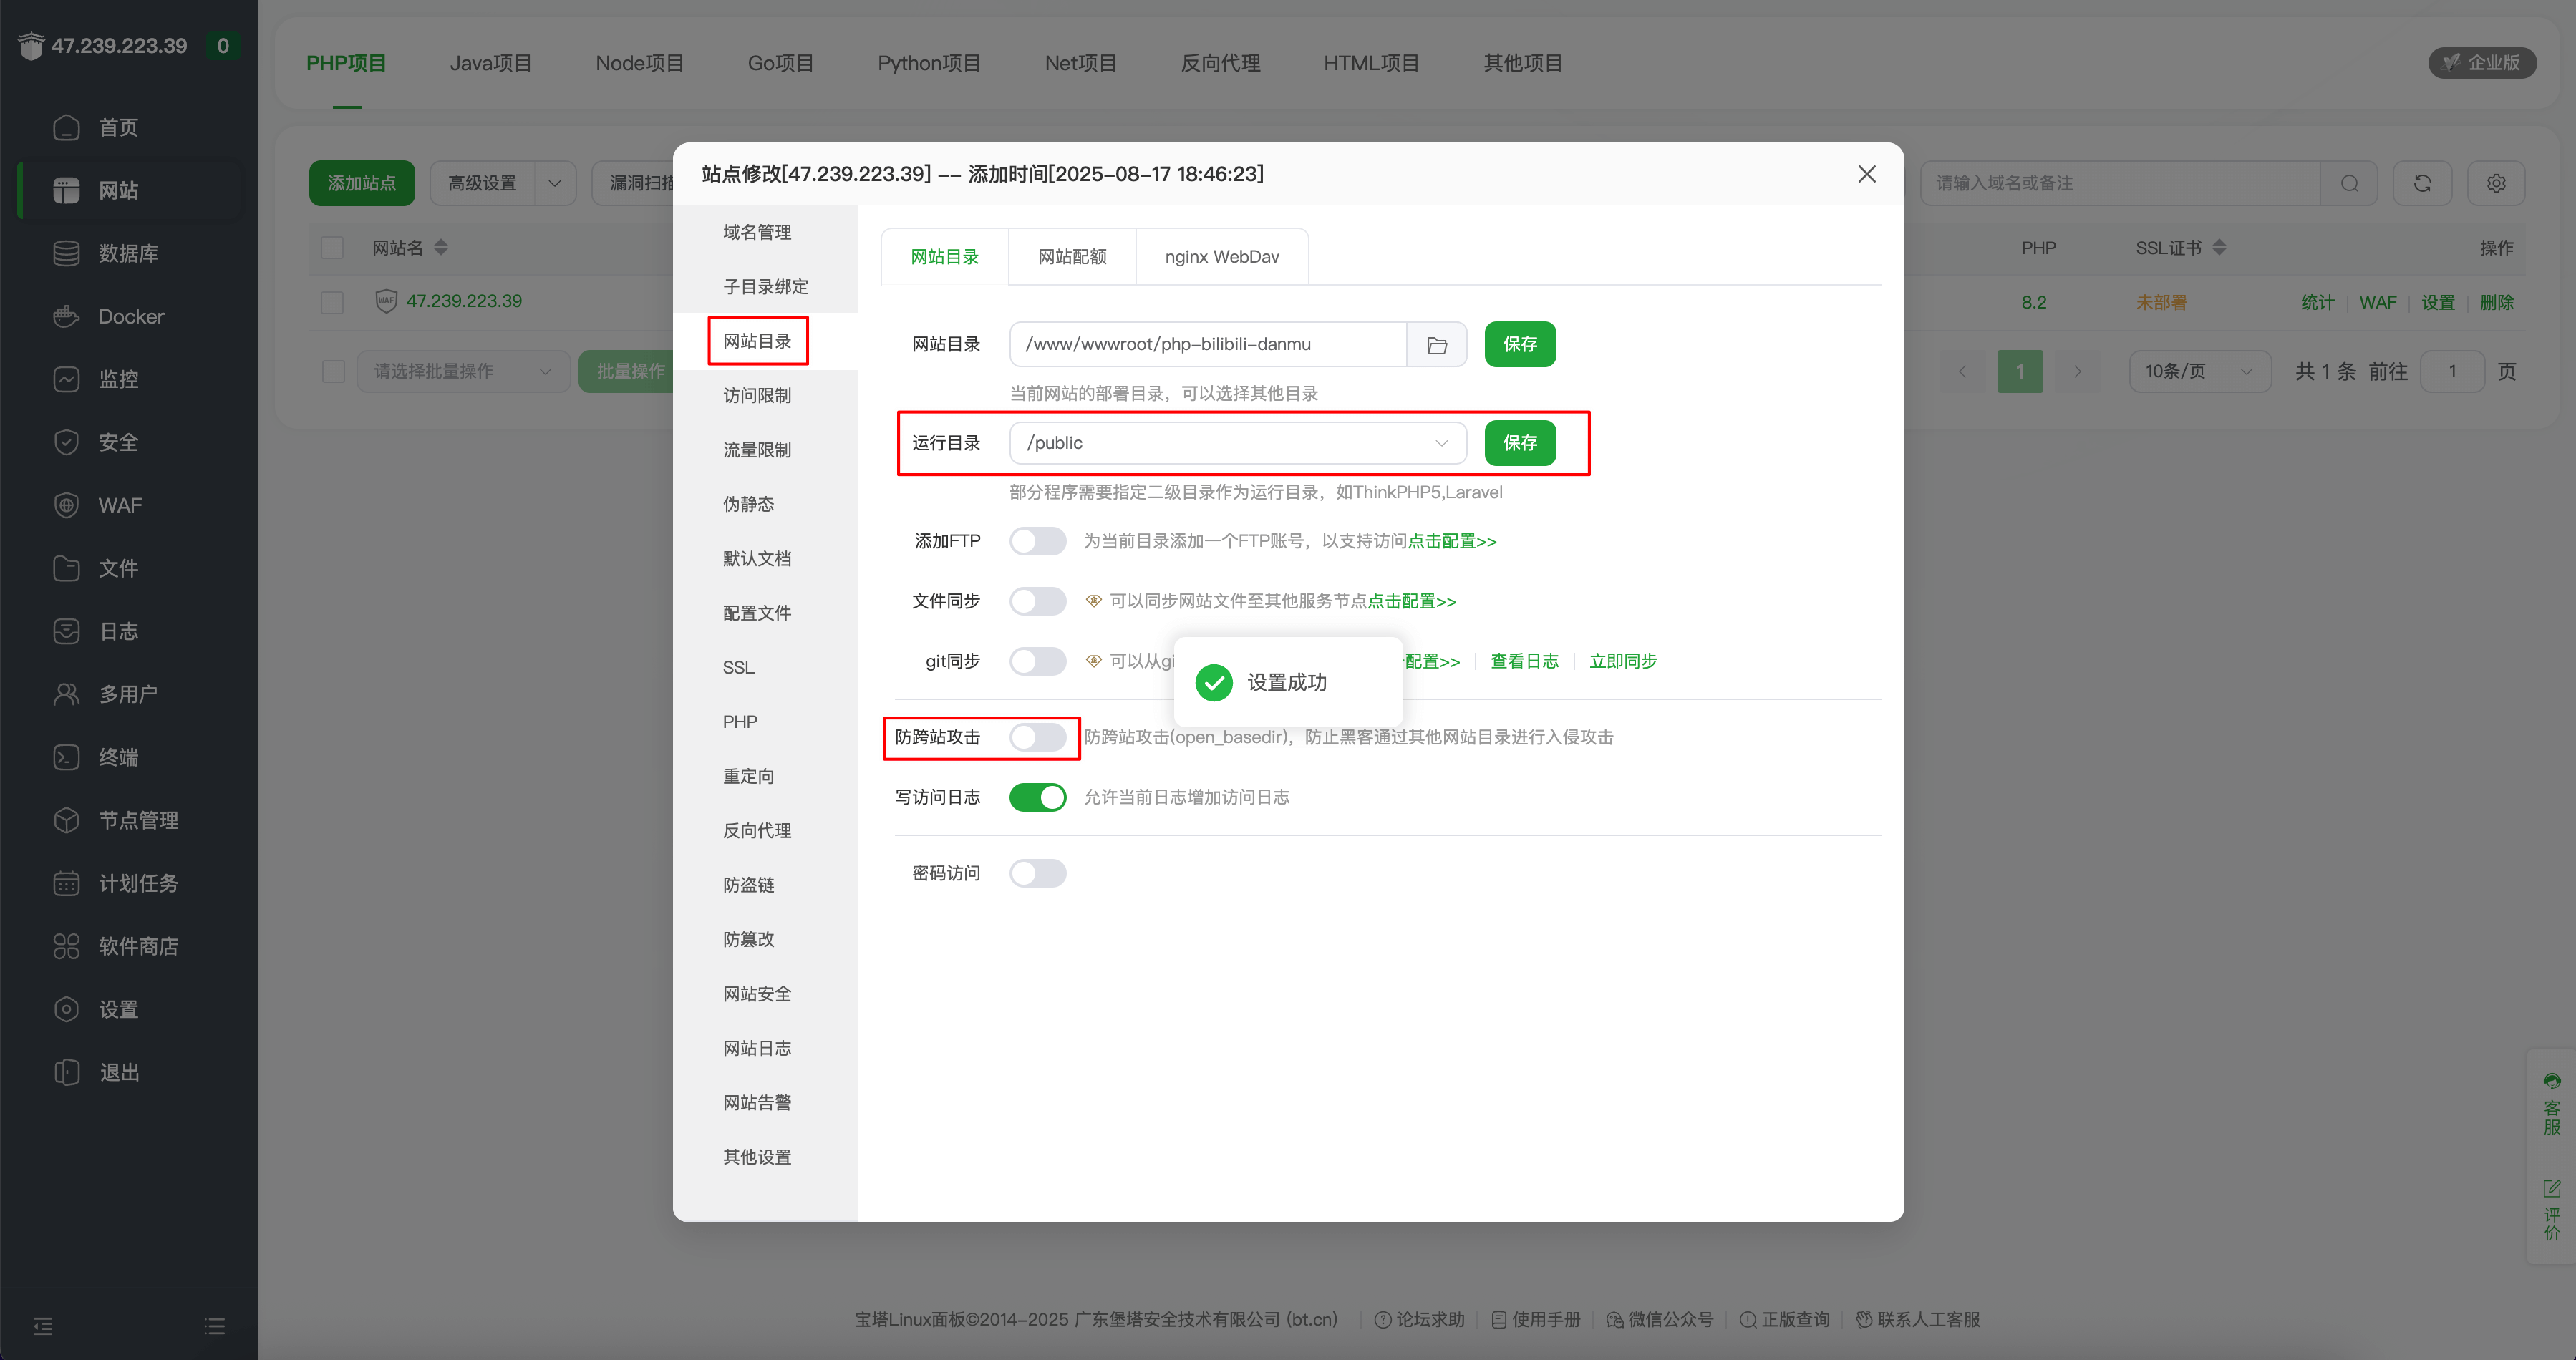 47.239.223.39 0
首页
网站
数据库
Docker
监控
安全
WAF
文件
日志
多用户
终端
节点管理
计划任务
软件商店
设置
退出
PHP项目 Java项目 Node项目 Go项目 Python项目 Net项目 反向代理 HTML项目 其他项目 企业版
添加站点 高级设置 漏洞扫描 请输入域名或备注
网站名 PHP SSL证书 操作
WAF 47.239.223.39 8.2 未部署 统计 WAF 设置 删除
请选择批量操作 批量操作 1 10条/页 共 1 条 前往 1 页
站点修改[47.239.223.39] -- 添加时间[2025-08-17 18:46:23]
域名管理
子目录绑定
网站目录
访问限制
流量限制
伪静态
默认文档
配置文件
SSL
PHP
重定向
反向代理
防盗链
防篡改
网站安全
网站日志
网站告警
其他设置
网站目录 网站配额 nginx WebDav
网站目录 /www/wwwroot/php-bilibili-danmu 保存
当前网站的部署目录，可以选择其他目录
运行目录 /public 保存
部分程序需要指定二级目录作为运行目录，如ThinkPHP5,Laravel
添加FTP 为当前目录添加一个FTP账号，以支持访问点击配置>>
文件同步 可以同步网站文件至其他服务节点点击配置>>
git同步 可以从gi 配置>> 查看日志 立即同步
设置成功
防跨站攻击 防跨站攻击(open_basedir)，防止黑客通过其他网站目录进行入侵攻击
写访问日志 允许当前日志增加访问日志
密码访问
客服
评价
宝塔Linux面板©2014-2025 广东堡塔安全技术有限公司 (bt.cn) 论坛求助 使用手册 微信公众号 正版查询 联系人工客服